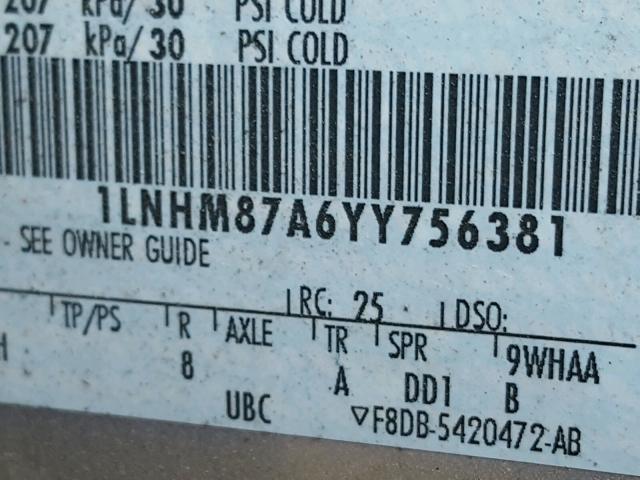 207 kPa/30 PSI COLD
207 kPa/30 PSI COLD
1LNHM87A6YY756381
- SEE OWNER GUIDE
RC: 25 DSO:
TP/PS R AXLE TR SPR 9WHAA
H 8 UBC A DD1 B
▽F8DB-5420472-AB